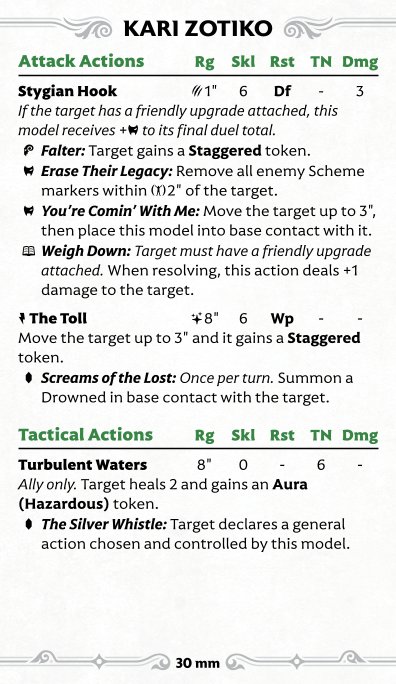 KARI ZOTIKO
Attack Actions Rg Skl Rst TN Dmg
Stygian Hook 1" 6 Df - 3
If the target has a friendly upgrade attached, this
model receives + to its final duel total.
Falter: Target gains a Staggered token.
Erase Their Legacy: Remove all enemy Scheme
markers within 2" of the target.
You're Comin' With Me: Move the target up to 3",
then place this model into base contact with it.
Weigh Down: Target must have a friendly upgrade
attached. When resolving, this action deals +1
damage to the target.
The Toll 8" 6 Wp - -
Move the target up to 3" and it gains a Staggered
token.
Screams of the Lost: Once per turn. Summon a
Drowned in base contact with the target.
Tactical Actions Rg Skl Rst TN Dmg
Turbulent Waters 8" 0 - 6 -
Ally only. Target heals 2 and gains an Aura
(Hazardous) token.
The Silver Whistle: Target declares a general
action chosen and controlled by this model.
30 mm